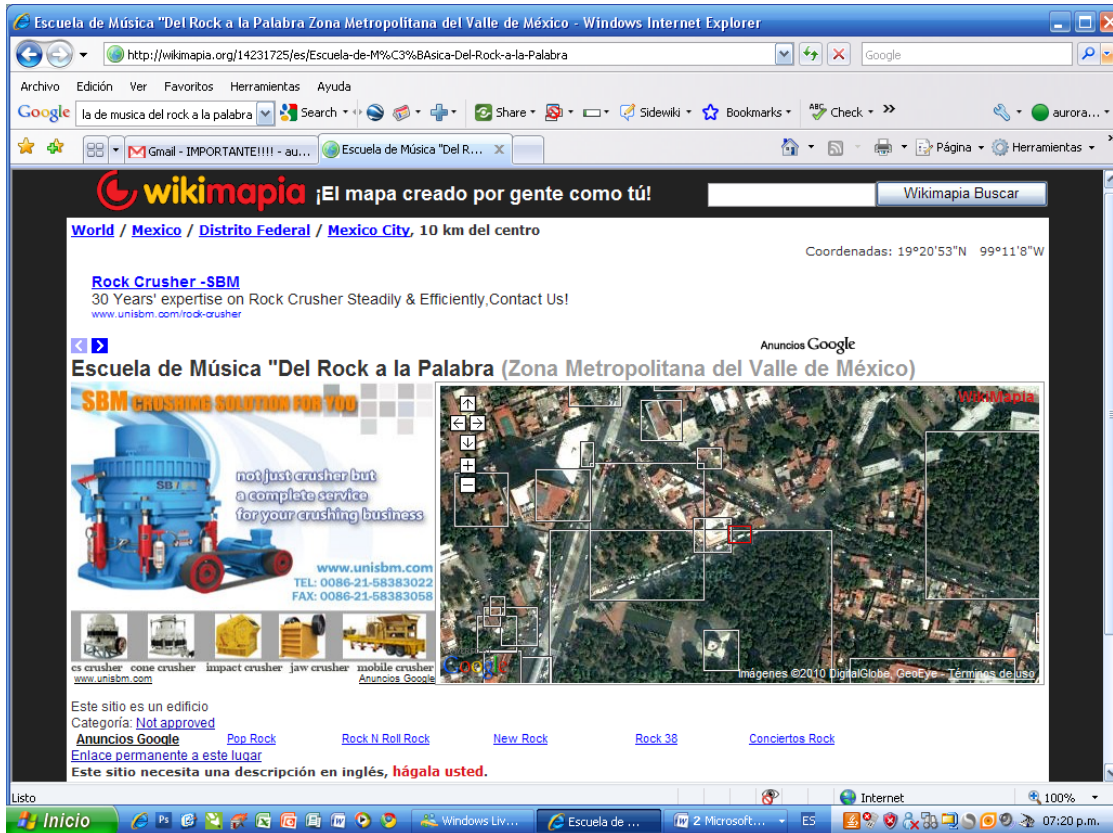 Escuela de Música "Del Rock a la Palabra Zona Metropolitana del Valle de México - Windows Internet Explorer
http://wikimapia.org/14231725/es/Escuela-de-M%C3%BAsica-Del-Rock-a-la-Palabra
Google
Archivo Edición Ver Favoritos Herramientas Ayuda
Google la de musica del rock a la palabra Search Share Sidewiki Bookmarks ABC Check aurora...
Gmail - IMPORTANTE!!!! - au... Escuela de Música "Del R... Página Herramientas
wikimapia ¡El mapa creado por gente como tú! Wikimapia Buscar
World / Mexico / Distrito Federal / Mexico City, 10 km del centro
Coordenadas: 19°20'53"N 99°11'8"W
Rock Crusher -SBM
30 Years' expertise on Rock Crusher Steadily & Efficiently,Contact Us!
www.unisbm.com/rock-crusher
Anuncios Google
Escuela de Música "Del Rock a la Palabra (Zona Metropolitana del Valle de México)
SBM CRUSHING SOLUTION FOR YOU
not just crusher but
a complete service
for your crushing business
SBM
www.unisbm.com
TEL: 0086-21-58383022
FAX: 0086-21-58383058
cs crusher cone crusher impact crusher jaw crusher mobile crusher
www.unisbm.com Anuncios Google
WikiMapia
Google
Imágenes ©2010 DigitalGlobe, GeoEye - Términos de uso
Este sitio es un edificio
Categoría: Not approved
Anuncios Google Pop Rock Rock N Roll Rock New Rock Rock 38 Conciertos Rock
Enlace permanente a este lugar
Este sitio necesita una descripción en inglés, hágala usted.
Listo Internet 100%
Inicio Windows Liv... Escuela de ... 2 Microsoft... ES 07:20 p.m.